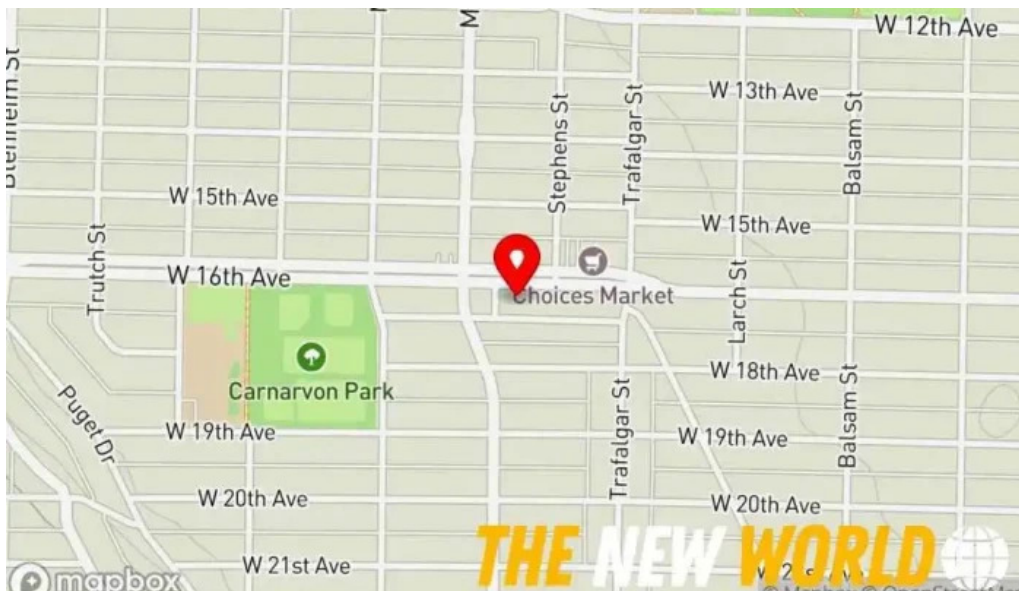 W 12th Ave
M
Blenheim St
W 13th Ave
Stephens St
Trafalgar St
Balsam St
W 15th Ave
W 15th Ave
Trutch St
W 16th Ave
Choices Market
Larch St
Carnarvon Park
W 18th Ave
Puget Dr
W 19th Ave
W 19th Ave
Trafalgar St
Balsam St
W 20th Ave
W 20th Ave
W 21st Ave
THE NEW WORLD
mapbox